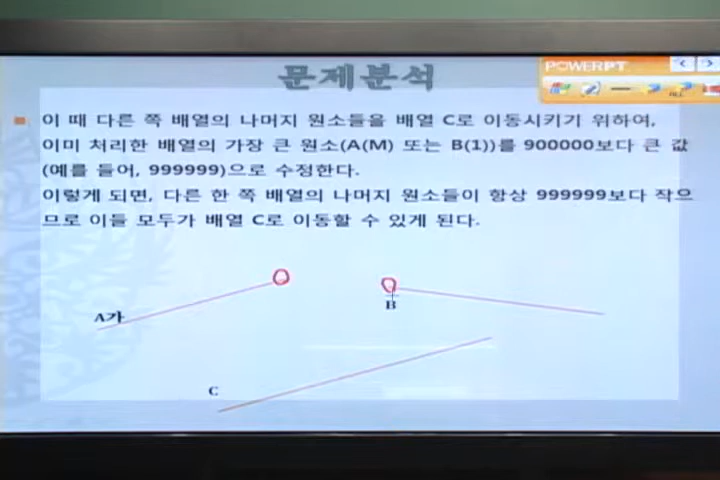 문제분석
POWERPT
이 때 다른 쪽 배열의 나머지 원소들을 배열 C로 이동시키기 위하여,
이미 처리한 배열의 가장 큰 원소(A(M) 또는 B(1))를 900000보다 큰 값
(예를 들어, 999999)으로 수정한다.
이렇게 되면, 다른 한 쪽 배열의 나머지 원소들이 항상 999999보다 작으
므로 이들 모두가 배열 C로 이동할 수 있게 된다.
A가
B
C